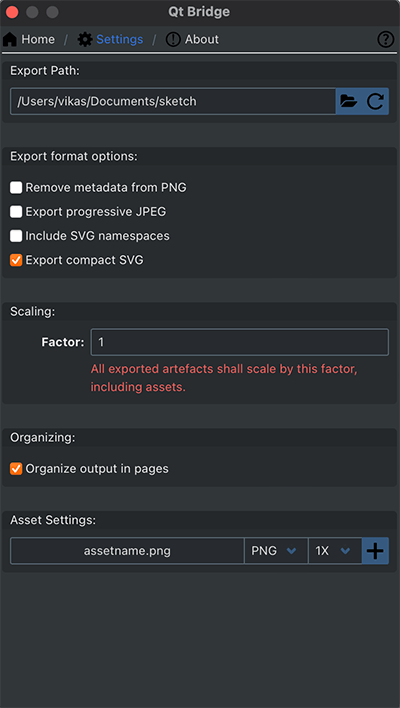 Qt Bridge
Home / Settings / About
Export Path:
/Users/vikas/Documents/sketch
Export format options:
Remove metadata from PNG
Export progressive JPEG
Include SVG namespaces
Export compact SVG
Scaling:
Factor: 1
All exported artefacts shall scale by this factor,
including assets.
Organizing:
Organize output in pages
Asset Settings:
assetname.png PNG 1X